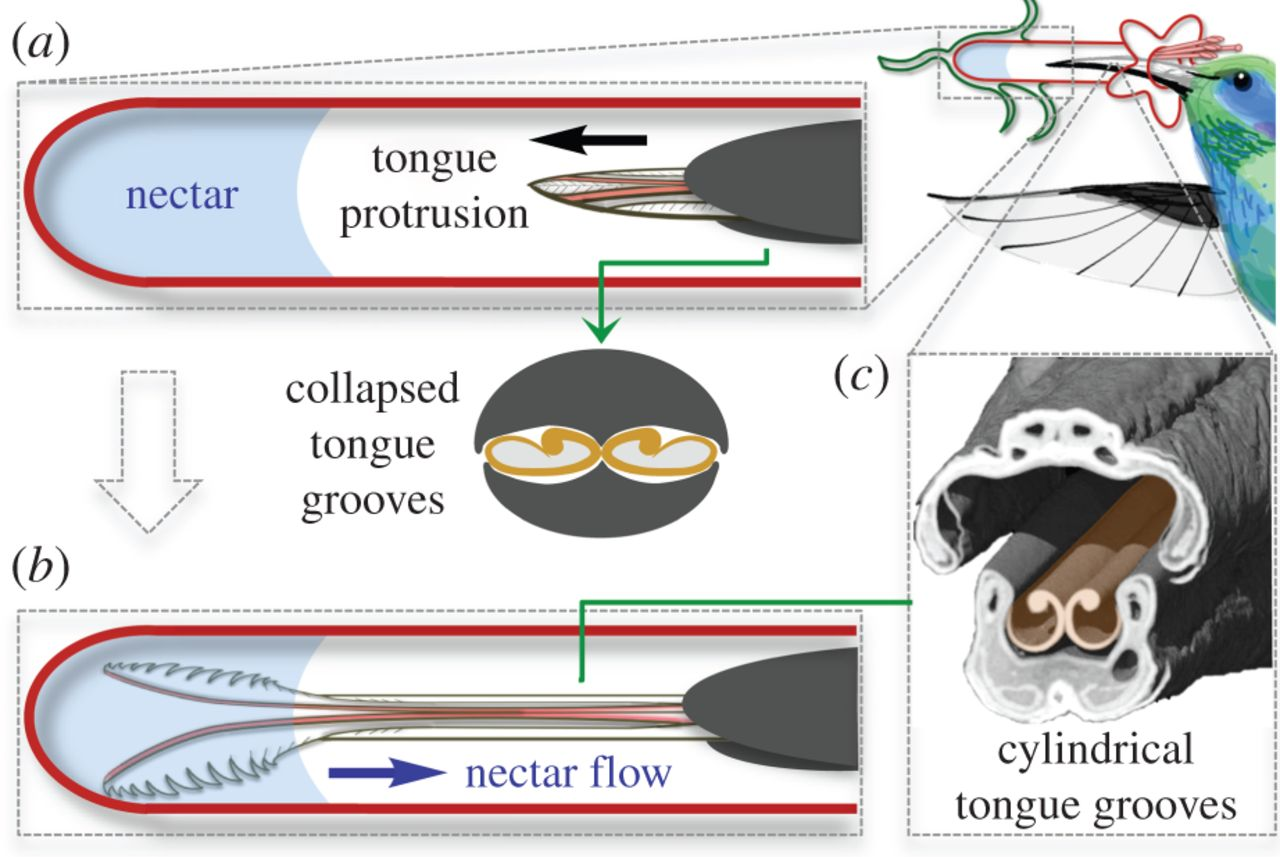 (a)
nectar
tongue
protrusion
collapsed
tongue
grooves
(c)
(b)
nectar flow
cylindrical
tongue grooves